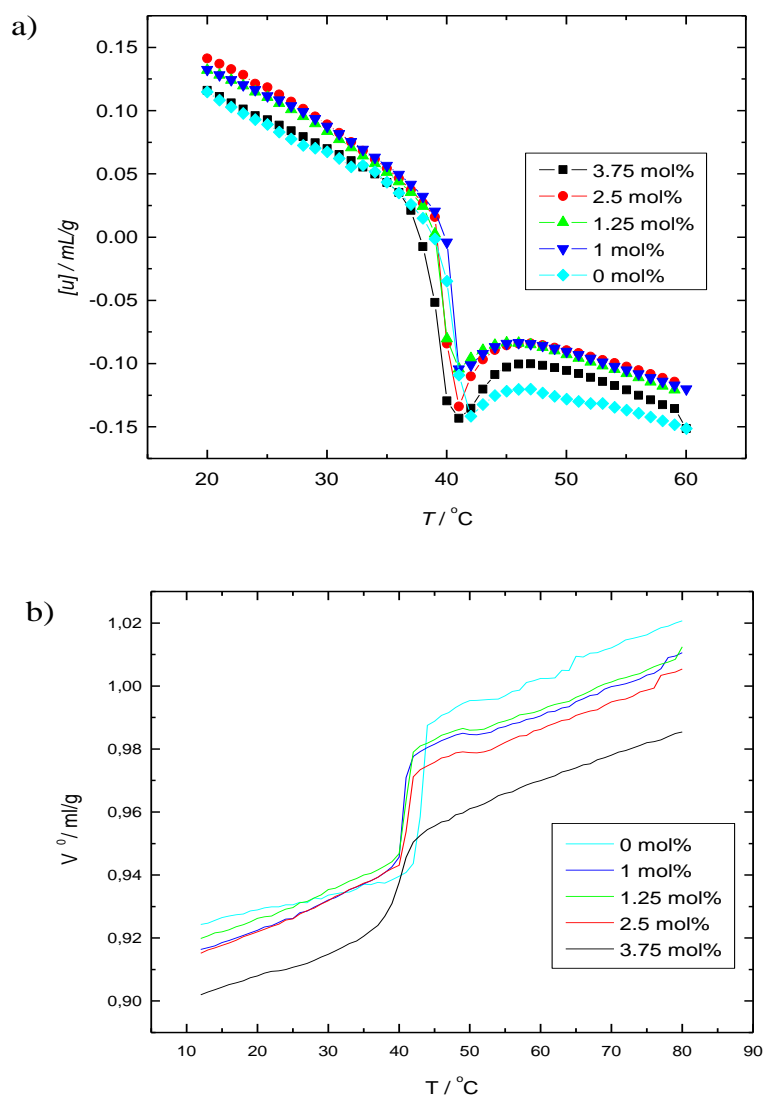 a)
0.15
0.10
0.05
0.00
-0.05
-0.10
-0.15
[u] / mL/g
3.75 mol%
2.5 mol%
1.25 mol%
1 mol%
0 mol%
20 30 40 50 60
T / °C
b)
1,02
1,00
0,98
0,96
0,94
0,92
0,90
V⁰/ ml/g
0 mol%
1 mol%
1.25 mol%
2.5 mol%
3.75 mol%
10 20 30 40 50 60 70 80 90
T / °C